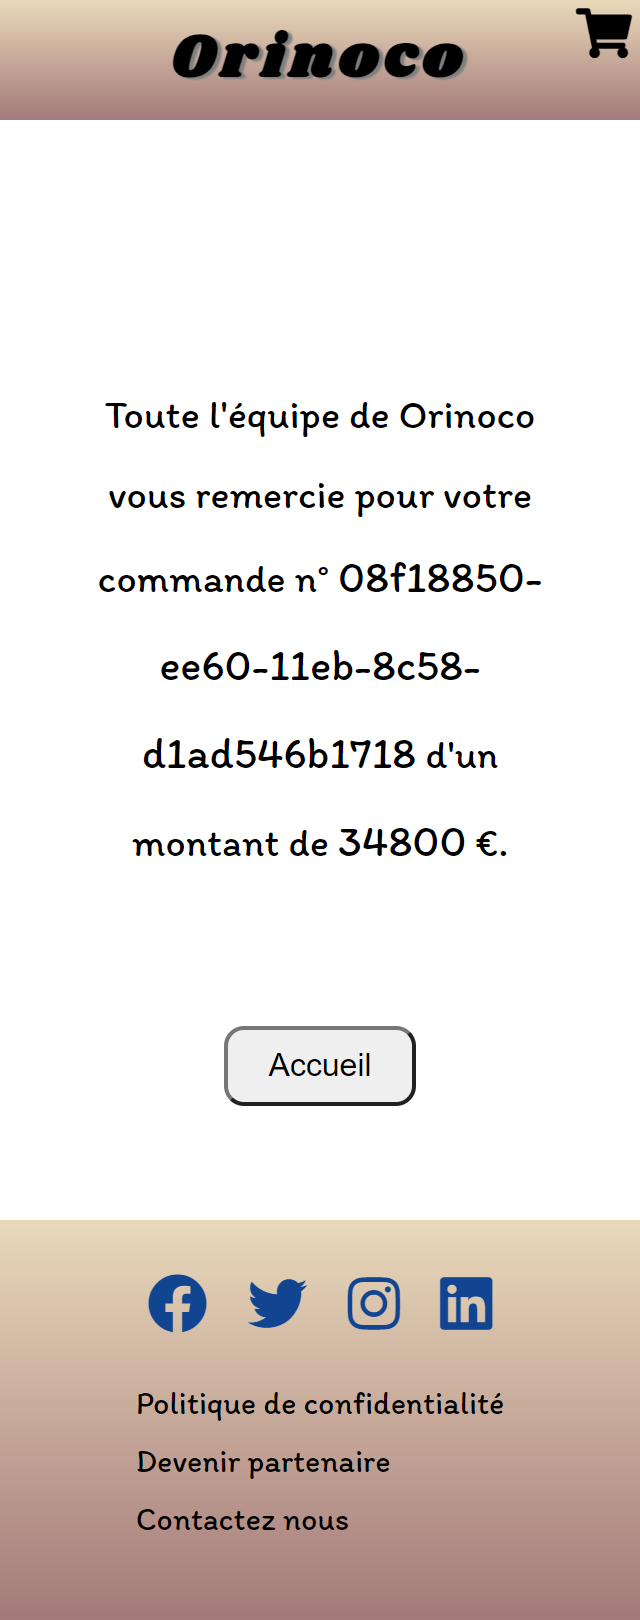 Orinoco
Toute l'équipe de Orinoco
vous remercie pour votre
commande n° 08f18850-
ee60-11eb-8c58-
d1ad546b1718 d'un
montant de 34800 €.
Accueil
Politique de confidentialité
Devenir partenaire
Contactez nous